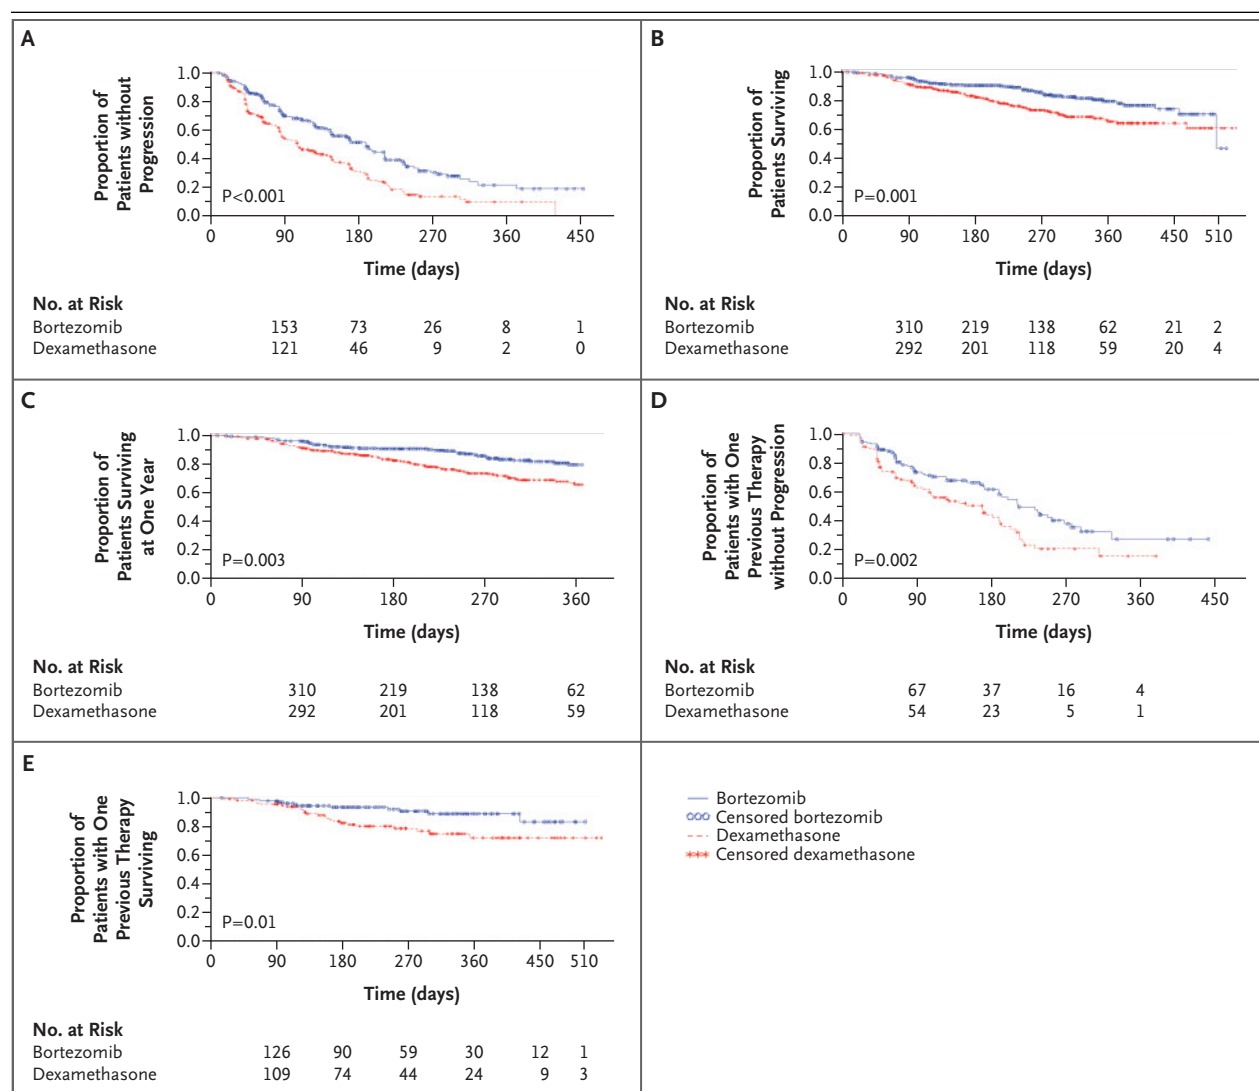 A
Proportion of
Patients without
Progression
1.0
0.8
0.6
0.4
0.2
0.0
P<0.001
0 90 180 270 360 450
Time (days)
No. at Risk
Bortezomib 153 73 26 8 1
Dexamethasone 121 46 9 2 0
B
Proportion of
Patients Surviving
1.0
0.8
0.6
0.4
0.2
0.0
P=0.001
0 90 180 270 360 450 510
Time (days)
No. at Risk
Bortezomib 310 219 138 62 21 2
Dexamethasone 292 201 118 59 20 4
C
Proportion of
Patients Surviving
at One Year
1.0
0.8
0.6
0.4
0.2
0.0
P=0.003
0 90 180 270 360
Time (days)
No. at Risk
Bortezomib 310 219 138 62
Dexamethasone 292 201 118 59
D
Proportion of
Patients with One
Previous Therapy
without Progression
1.0
0.8
0.6
0.4
0.2
0.0
P=0.002
0 90 180 270 360 450
Time (days)
No. at Risk
Bortezomib 67 37 16 4
Dexamethasone 54 23 5 1
E
Proportion of
Patients with One
Previous Therapy
Surviving
1.0
0.8
0.6
0.4
0.2
0.0
P=0.01
0 90 180 270 360 450 510
Time (days)
No. at Risk
Bortezomib 126 90 59 30 12 1
Dexamethasone 109 74 44 24 9 3
Bortezomib
Censored bortezomib
Dexamethasone
Censored dexamethasone